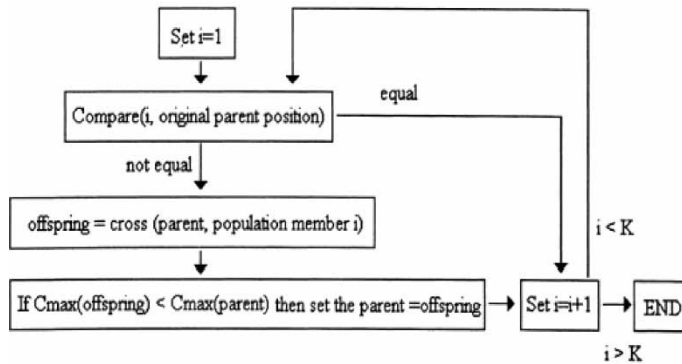 Set i=1
Compare(i, original parent position)
equal
not equal
offspring = cross (parent, population member i)
i < K
If Cmax(offspring) < Cmax(parent) then set the parent =offspring
Set i=i+1
END
i > K